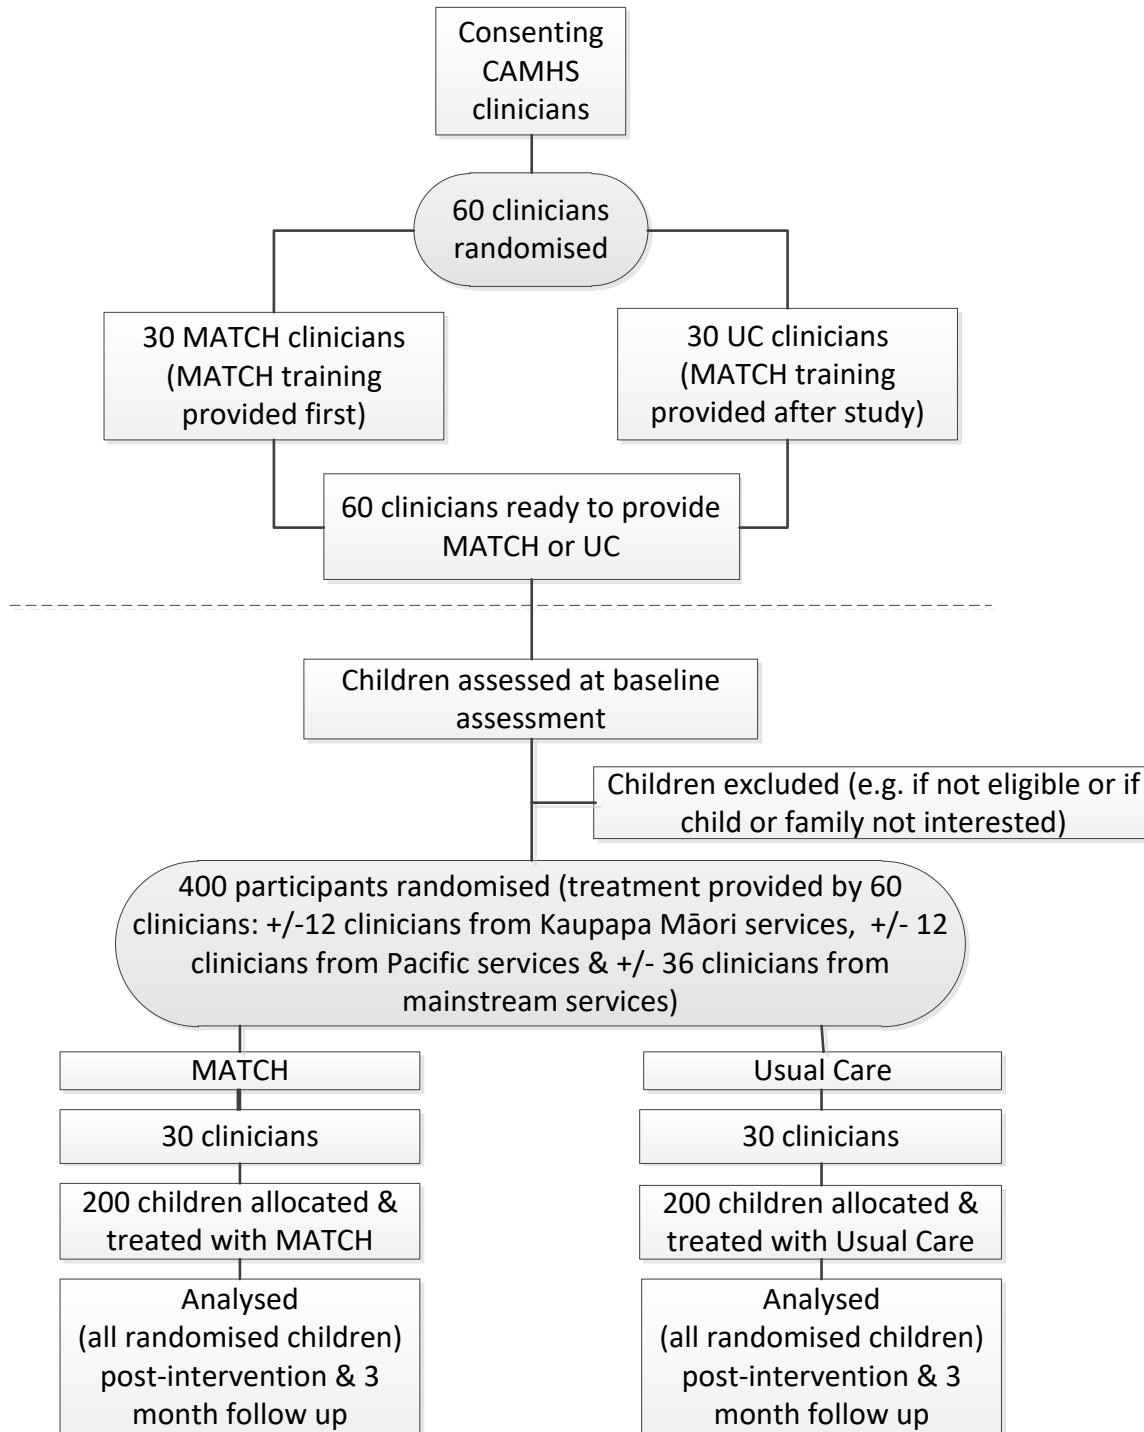 Consenting
CAMHS
clinicians
60 clinicians
randomised
30 MATCH clinicians
(MATCH training
provided first)
30 UC clinicians
(MATCH training
provided after study)
60 clinicians ready to provide
MATCH or UC
Children assessed at baseline
assessment
Children excluded (e.g. if not eligible or if
child or family not interested)
400 participants randomised (treatment provided by 60
clinicians: +/-12 clinicians from Kaupapa Māori services,  +/- 12
clinicians from Pacific services & +/- 36 clinicians from
mainstream services)
MATCH
30 clinicians
200 children allocated &
treated with MATCH
Analysed
(all randomised children)
post-intervention & 3
month follow up
Usual Care
30 clinicians
200 children allocated &
treated with Usual Care
Analysed
(all randomised children)
post-intervention & 3
month follow up